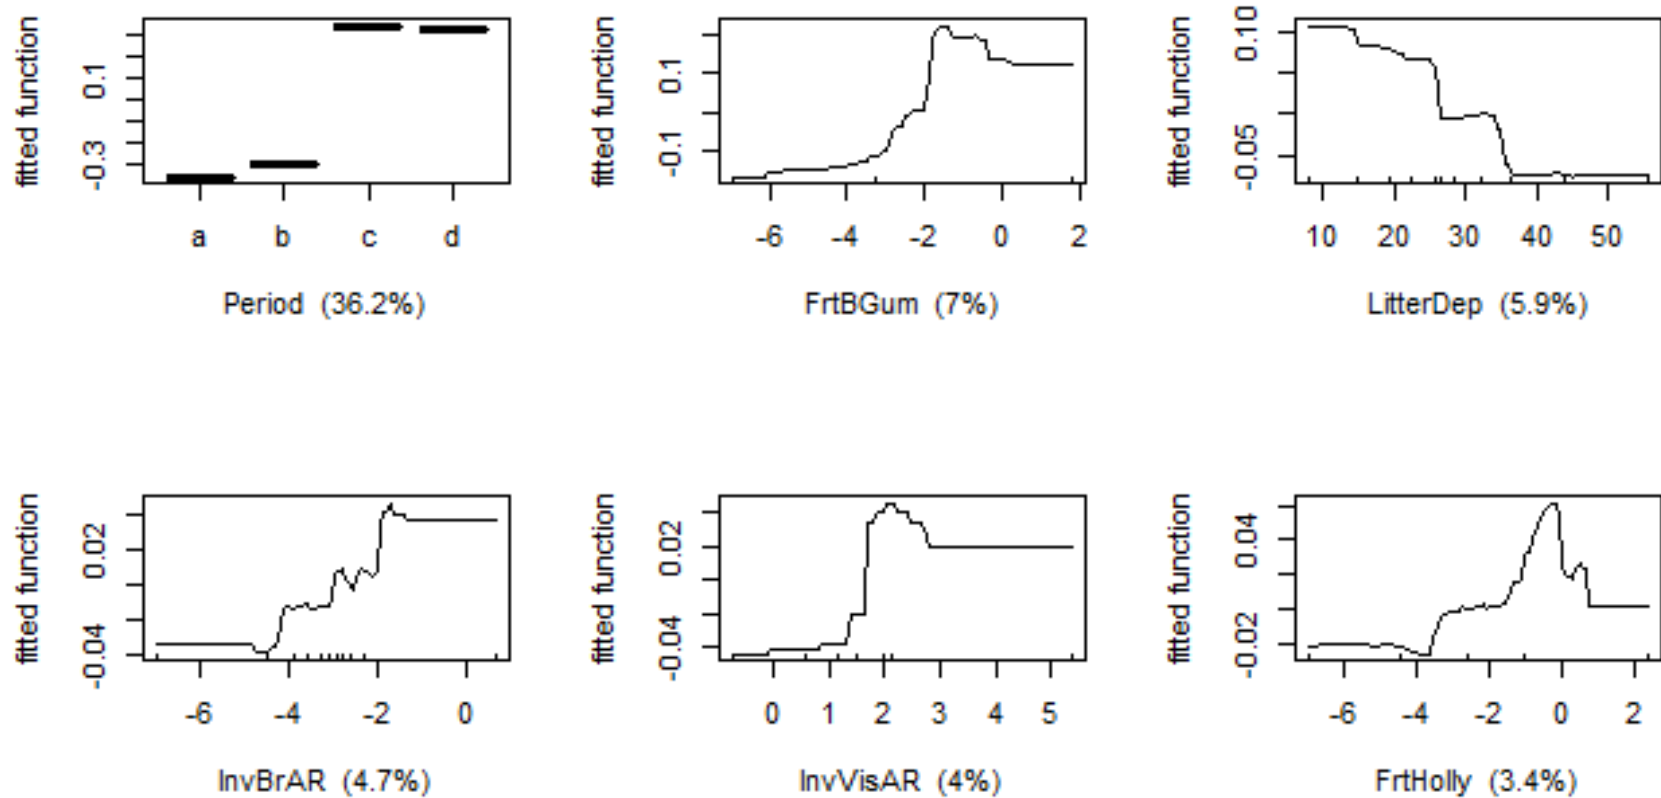 fitted function
0.1
-0.3
a b c d
Period (36.2%)
fitted function
0.1
-0.1
-6 -4 -2 0 2
FrtBGum (7%)
fitted function
0.10
-0.05
10 20 30 40 50
LitterDep (5.9%)
fitted function
0.02
-0.04
-6 -4 -2 0
InvBrAR (4.7%)
fitted function
0.02
-0.04
0 1 2 3 4 5
InvVisAR (4%)
fitted function
0.04
-0.02
-6 -4 -2 0 2
FrtHolly (3.4%)